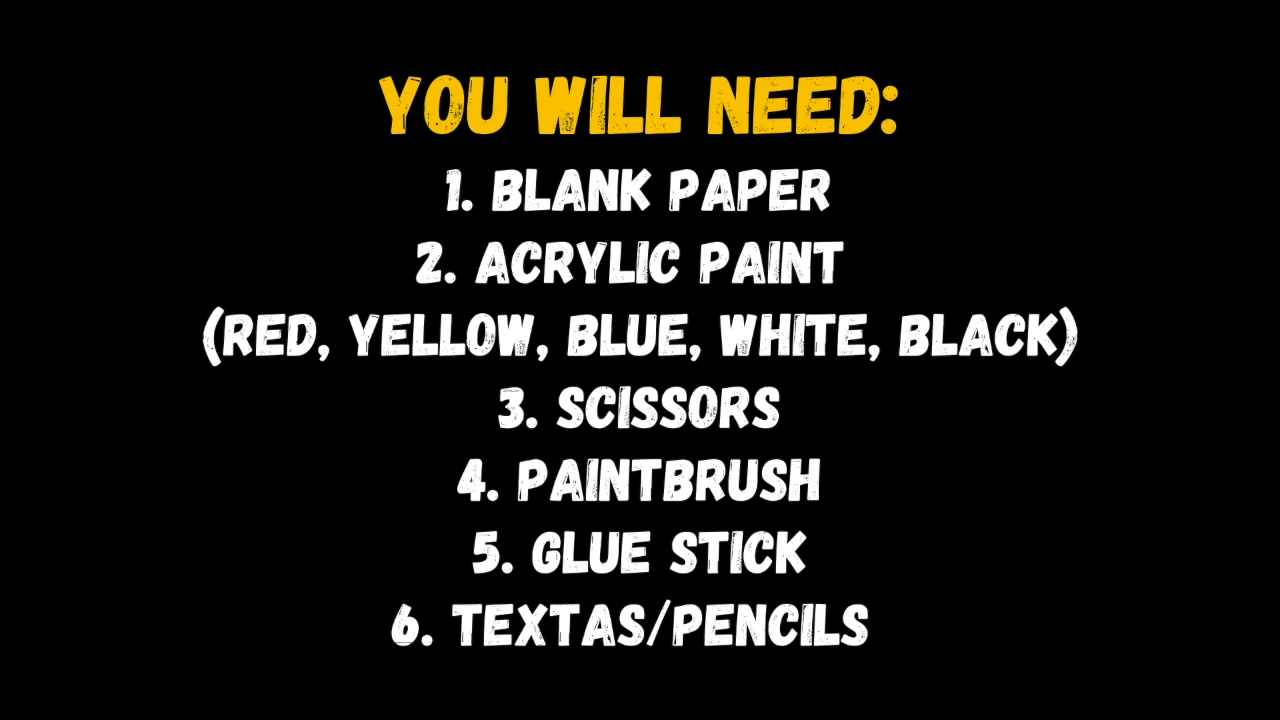 YOU WILL NEED:
1. BLANK PAPER
2. ACRYLIC PAINT
(RED, YELLOW, BLUE, WHITE, BLACK)
3. SCISSORS
4. PAINTBRUSH
5. GLUE STICK
6. TEXTAS/PENCILS